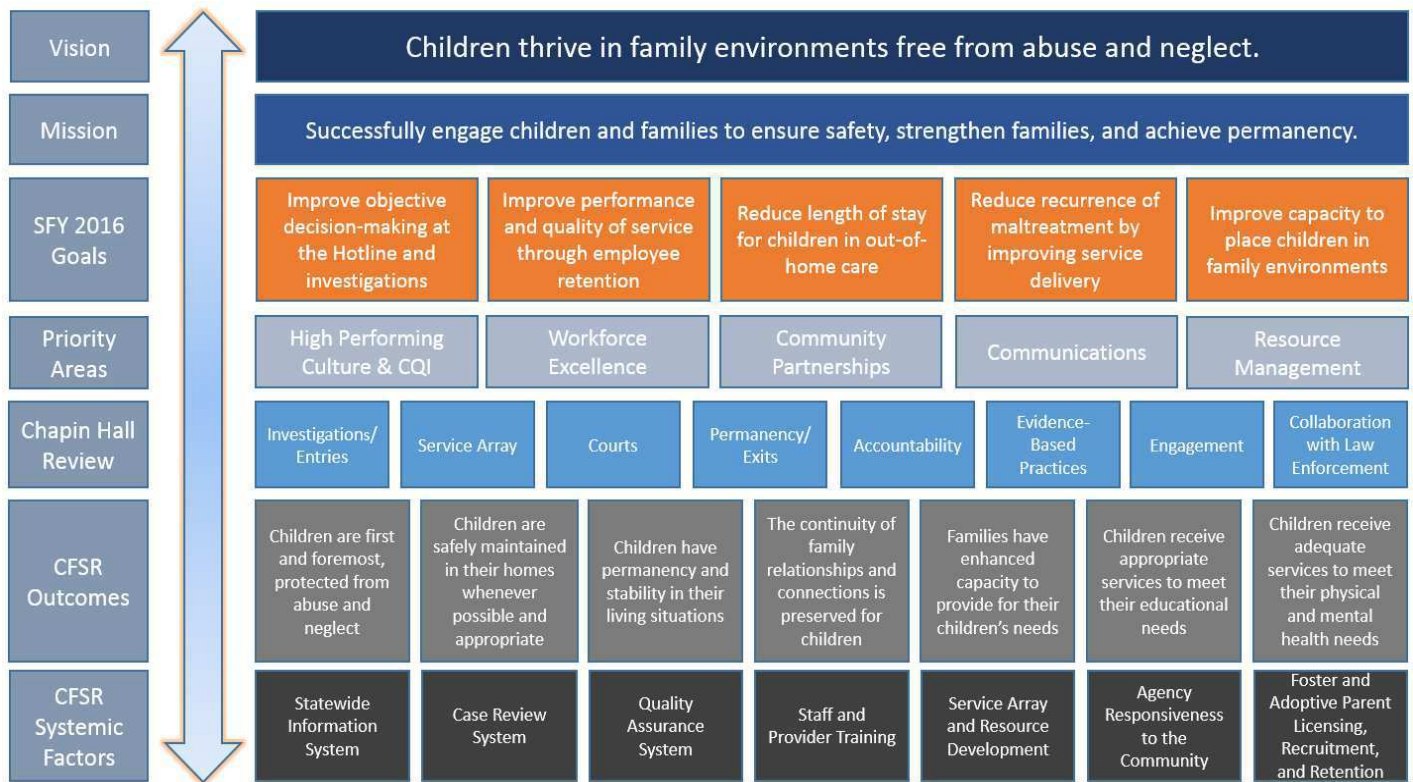 Vision
Children thrive in family environments free from abuse and neglect.
Mission
Successfully engage children and families to ensure safety, strengthen families, and achieve permanency.
SFY 2016
Goals
Improve objective
decision-making at
the Hotline and
investigations
Improve performance
and quality of service
through employee
retention
Reduce length of stay
for children in out-of-
home care
Reduce recurrence of
maltreatment by
improving service
delivery
Improve capacity to
place children in
family environments
Priority
Areas
High Performing
Culture & CQI
Workforce
Excellence
Community
Partnerships
Communications
Resource
Management
Chapin Hall
Review
Investigations/
Entries
Service Array
Courts
Permanency/
Exits
Accountability
Evidence-
Based
Practices
Engagement
Collaboration
with Law
Enforcement
CFSR
Outcomes
Children are first
and foremost,
protected from
abuse and
neglect
Children are
safely maintained
in their homes
whenever
possible and
appropriate
Children have
permanency and
stability in their
living situations
The continuity of
family
relationships and
connections is
preserved for
children
Families have
enhanced
capacity to
provide for their
children’s needs
Children receive
appropriate
services to meet
their educational
needs
Children receive
adequate
services to meet
their physical
and mental
health needs
CFSR
Systemic
Factors
Statewide
Information
System
Case Review
System
Quality
Assurance
System
Staff and
Provider Training
Service Array
and Resource
Development
Agency
Responsiveness
to the
Community
Foster and
Adoptive Parent
Licensing,
Recruitment,
and Retention